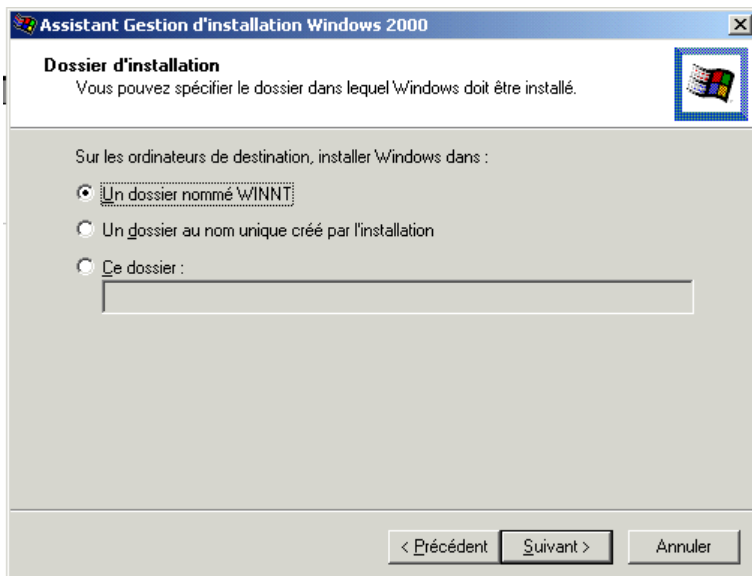 Assistant Gestion d'installation Windows 2000
Dossier d'installation
Vous pouvez spécifier le dossier dans lequel Windows doit être installé.
Sur les ordinateurs de destination, installer Windows dans :
Un dossier nommé WINNT
Un dossier au nom unique créé par l'installation
Ce dossier :
< Précédent Suivant > Annuler